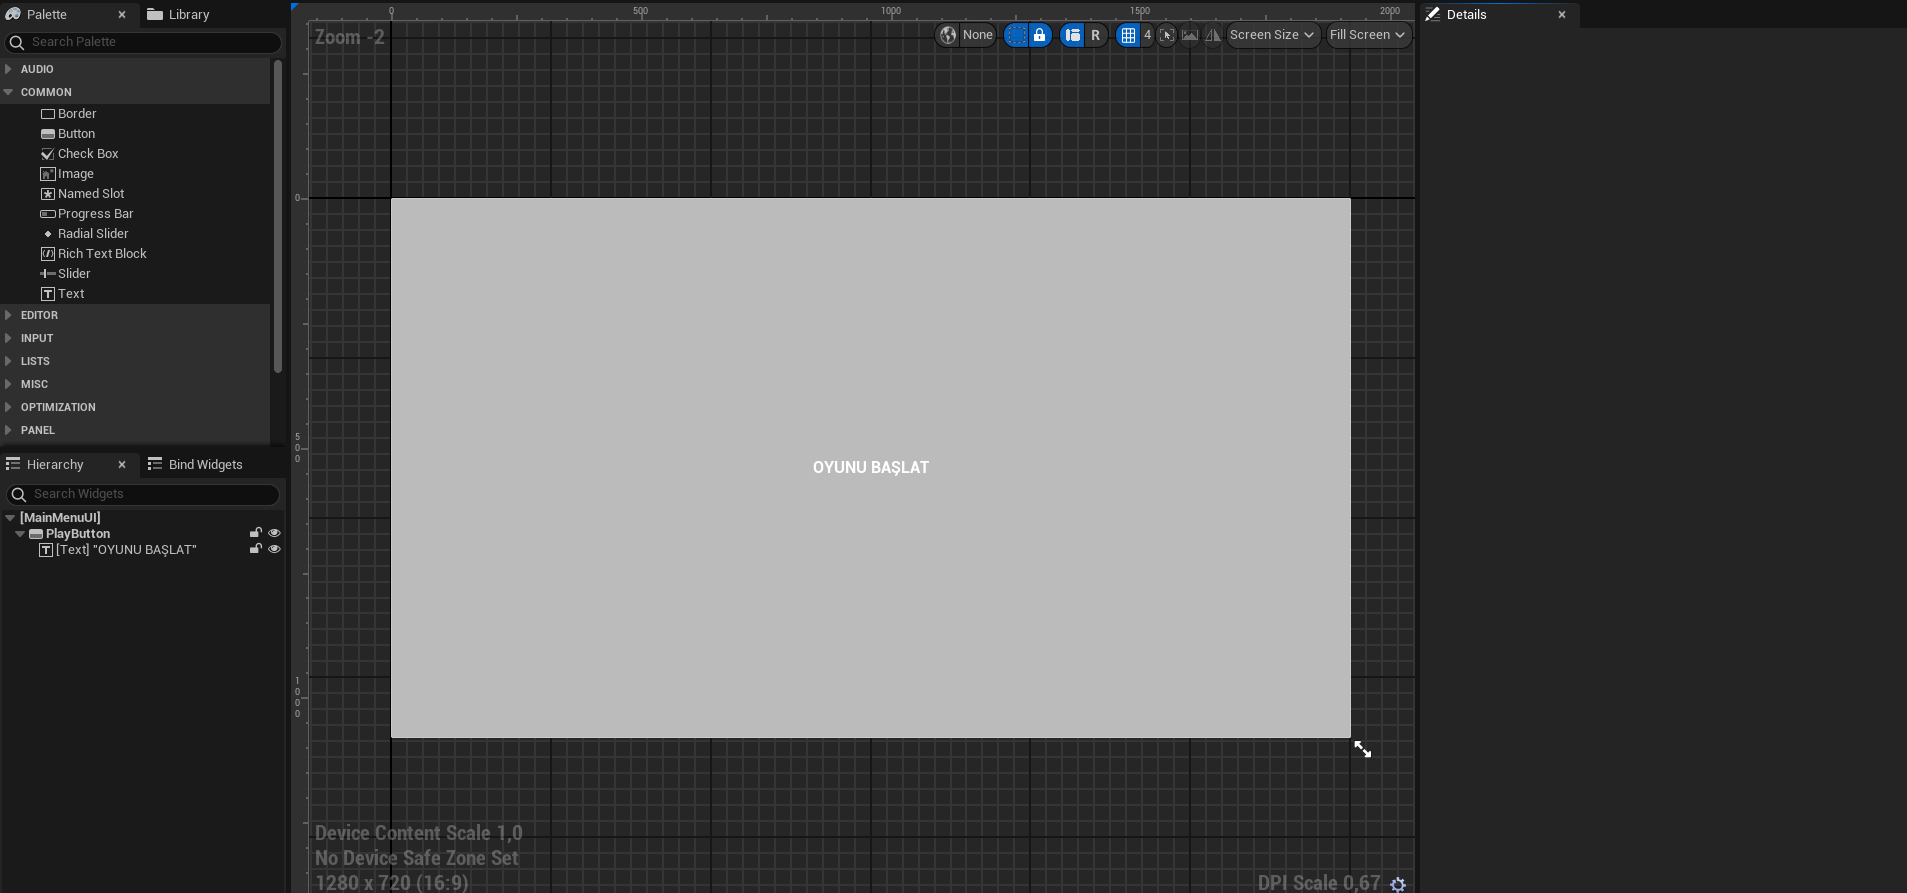 Palette
Library
Search Palette
AUDIO
COMMON
Border
Button
Check Box
Image
Named Slot
Progress Bar
Radial Slider
Rich Text Block
Slider
Text
EDITOR
INPUT
LISTS
MISC
OPTIMIZATION
PANEL
Hierarchy
Bind Widgets
Search Widgets
[MainMenuUI]
PlayButton
[Text] "OYUNU BAŞLAT"
0
500
1000
1500
2000
Zoom -2
None
R
4
Screen Size
Fill Screen
0
500
1000
OYUNU BAŞLAT
Device Content Scale 1,0
No Device Safe Zone Set
1280 x 720 (16:9)
DPI Scale 0,67
Details